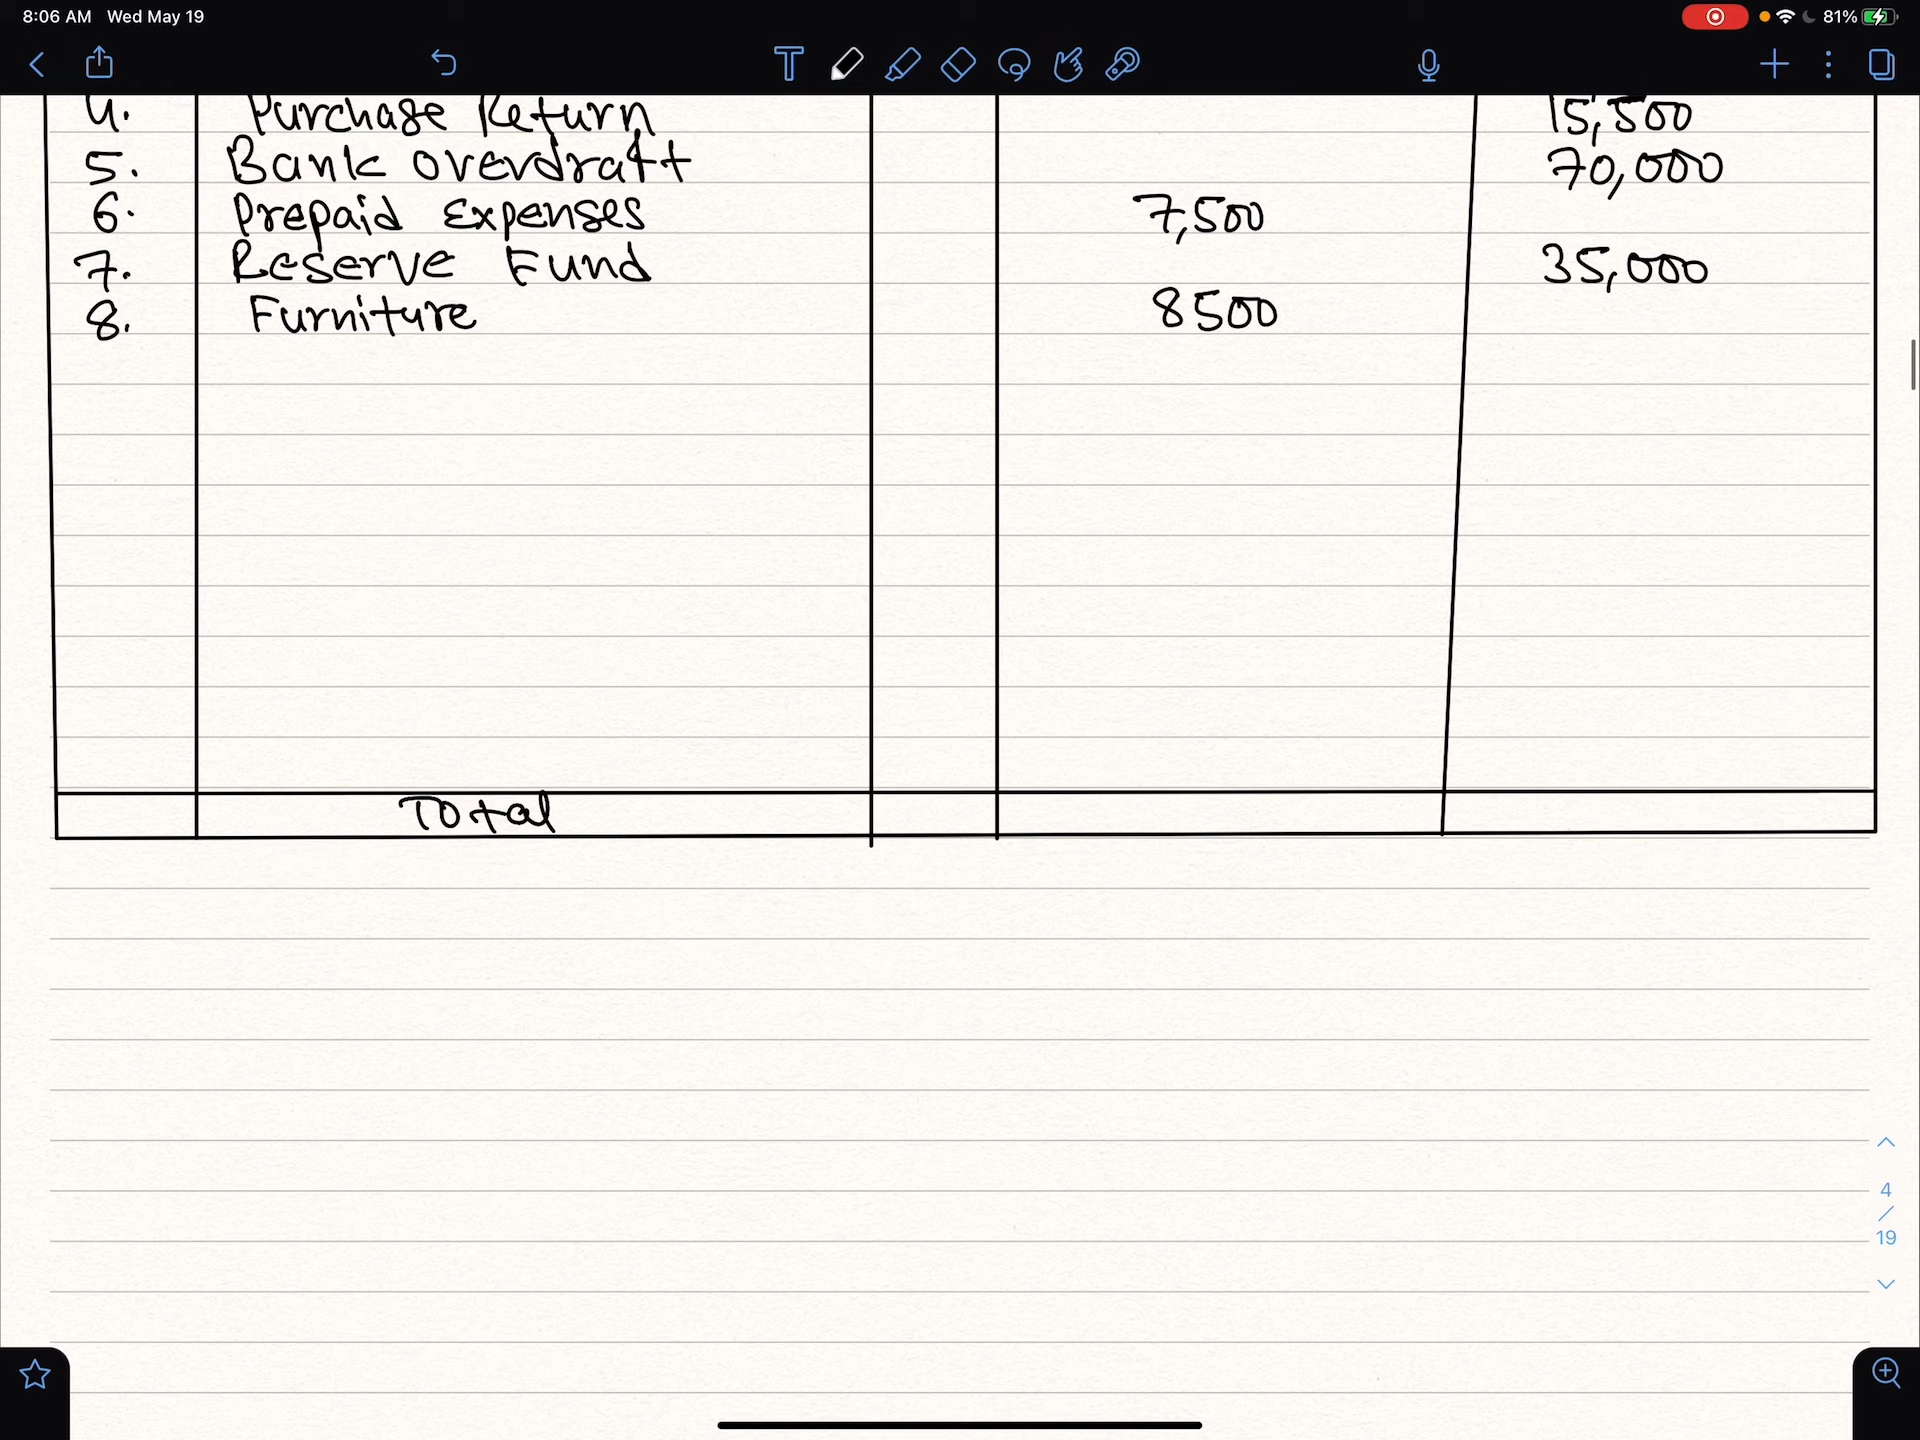 8:06 AM Wed May 19 81%
T
4. Purchase Return 15,500
5. Bank overdraft 70,000
6. Prepaid Expenses 7,500
7. Reserve Fund 35,000
8. Furniture 8500
Total
4
/
19